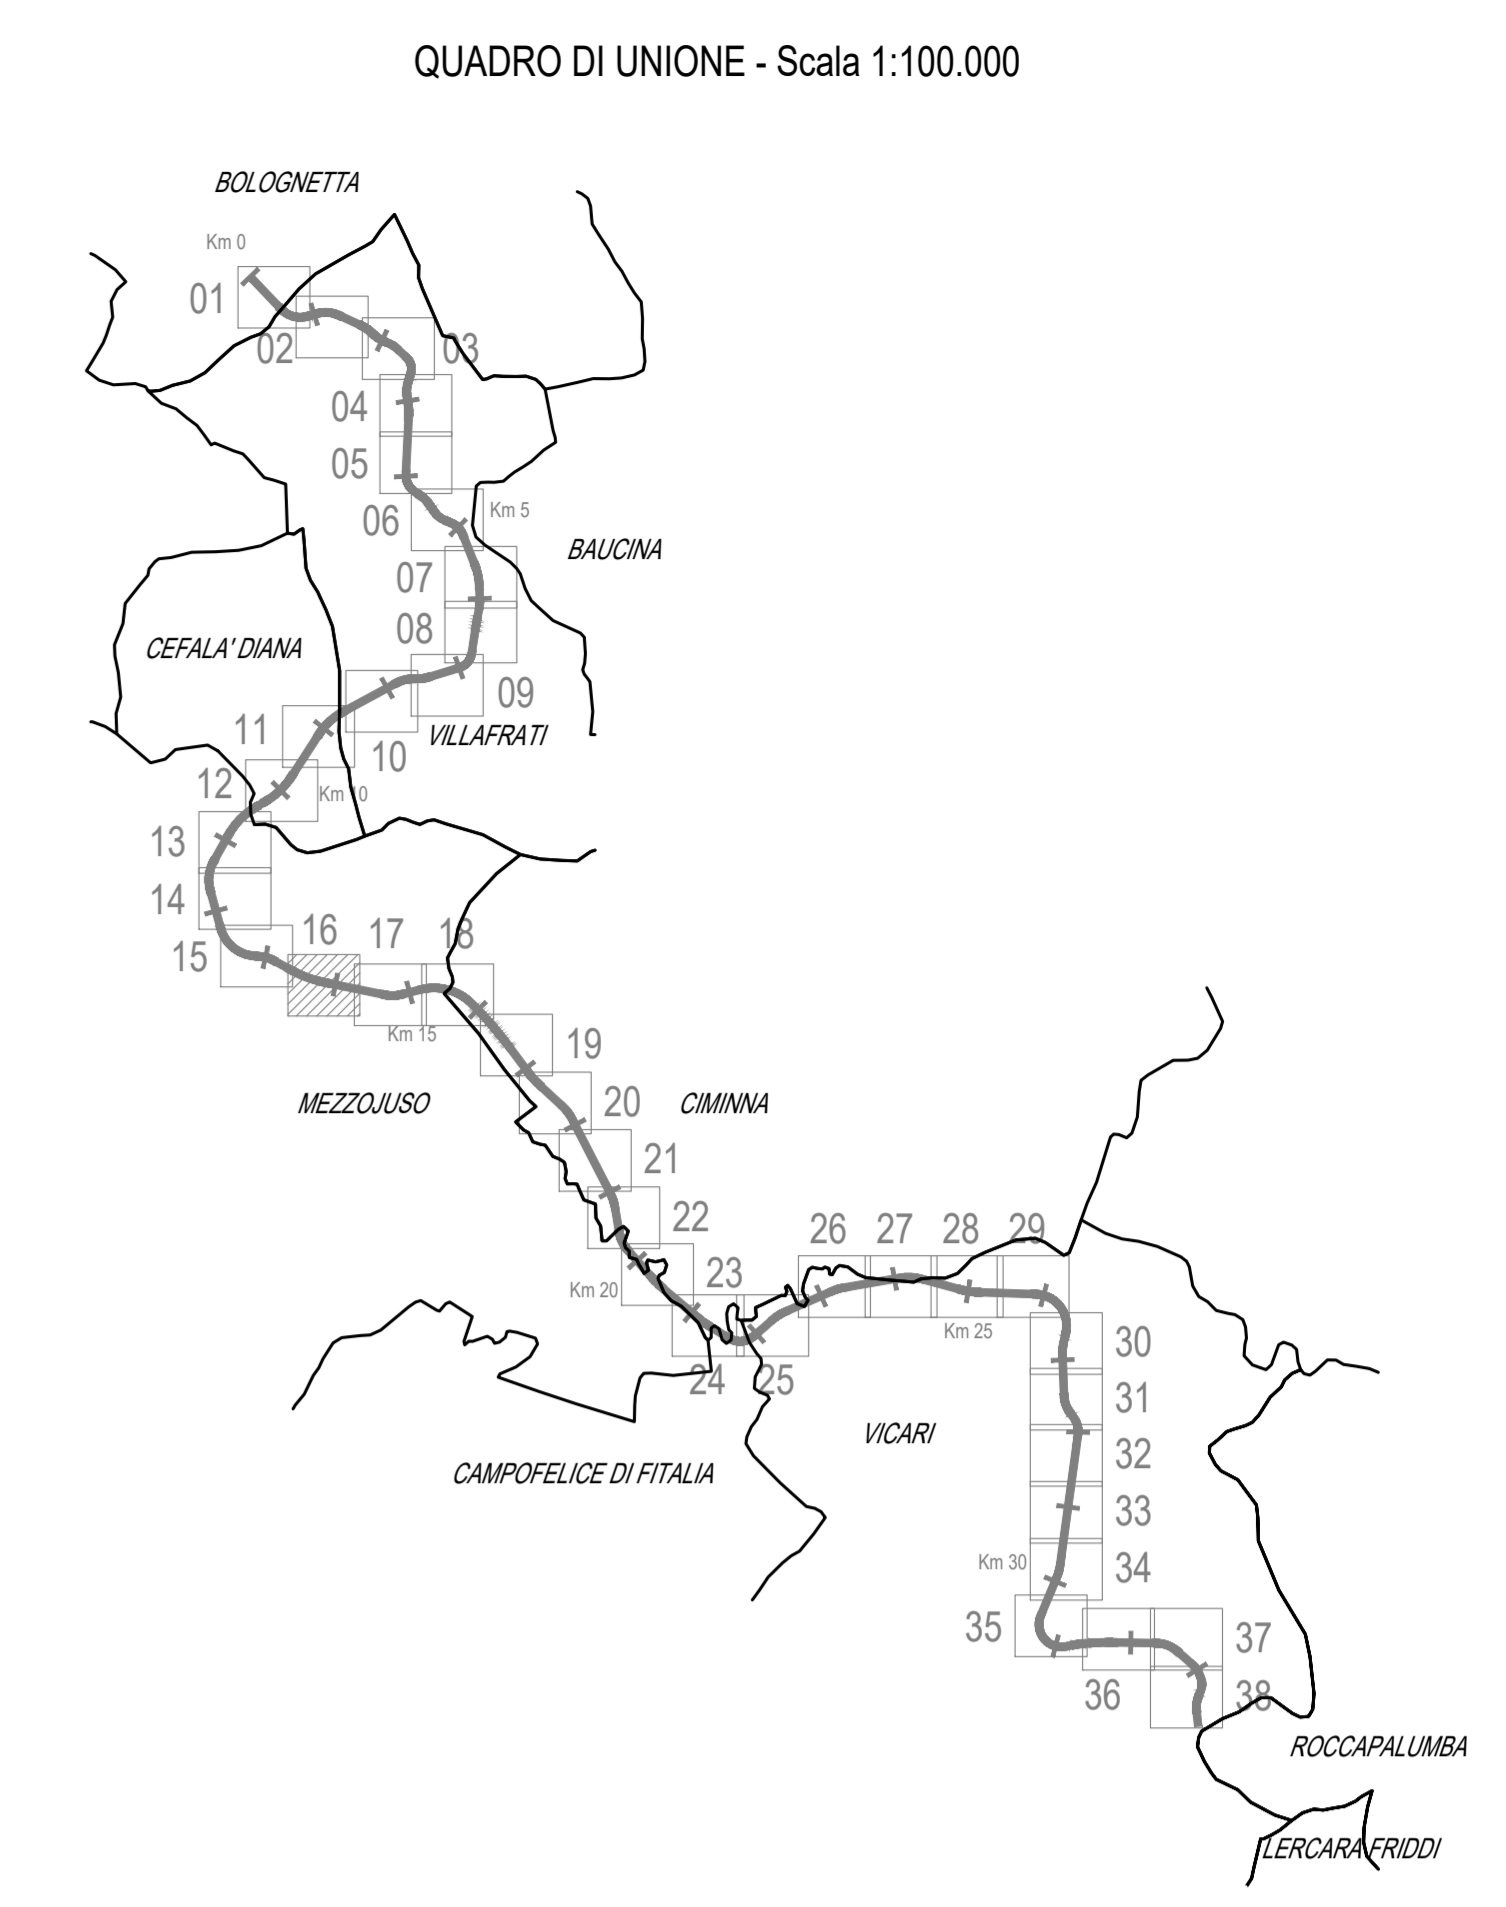 QUADRO DI UNIONE - Scala 1:100.000
BOLOGNETTA
Km 0
01
02
03
04
05
06
Km 5
BAUCINA
07
08
CEFALA' DIANA
09
VILLAFRATI
11
10
12
Km 10
13
14
15
16
17
18
Km 15
19
MEZZOJUSO
CIMINNA
20
21
22
26
27
28
29
23
Km 20
Km 25
24
25
30
31
VICARI
32
CAMPOFELICE DI FITALIA
33
Km 30
34
35
37
36
38
ROCCAPALUMBA
LERCARA FRIDDI